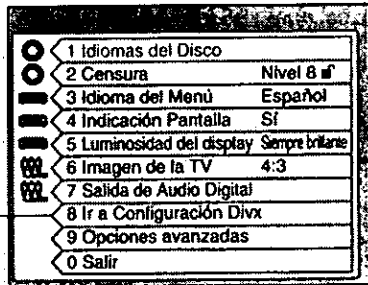 1 Idiomas del Disco
2 Censura Nivel 8
3 Idioma del Menú Español
4 Indicación Pantalla Sí
5 Luminosidad del display Siempre brillante
6 Imagen de la TV 4:3
7 Salida de Audio Digital
8 Ir a Configuración Divx
9 Opciones avanzadas
0 Salir